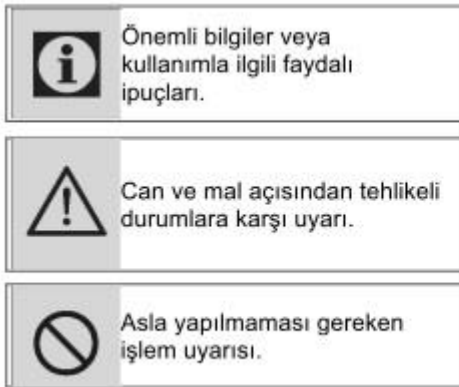 Önemli bilgiler veya
kullanımla ilgili faydalı
ipuçları.
Can ve mal açısından tehlikeli
durumlara karşı uyarı.
Asla yapılmaması gereken
işlem uyarısı.